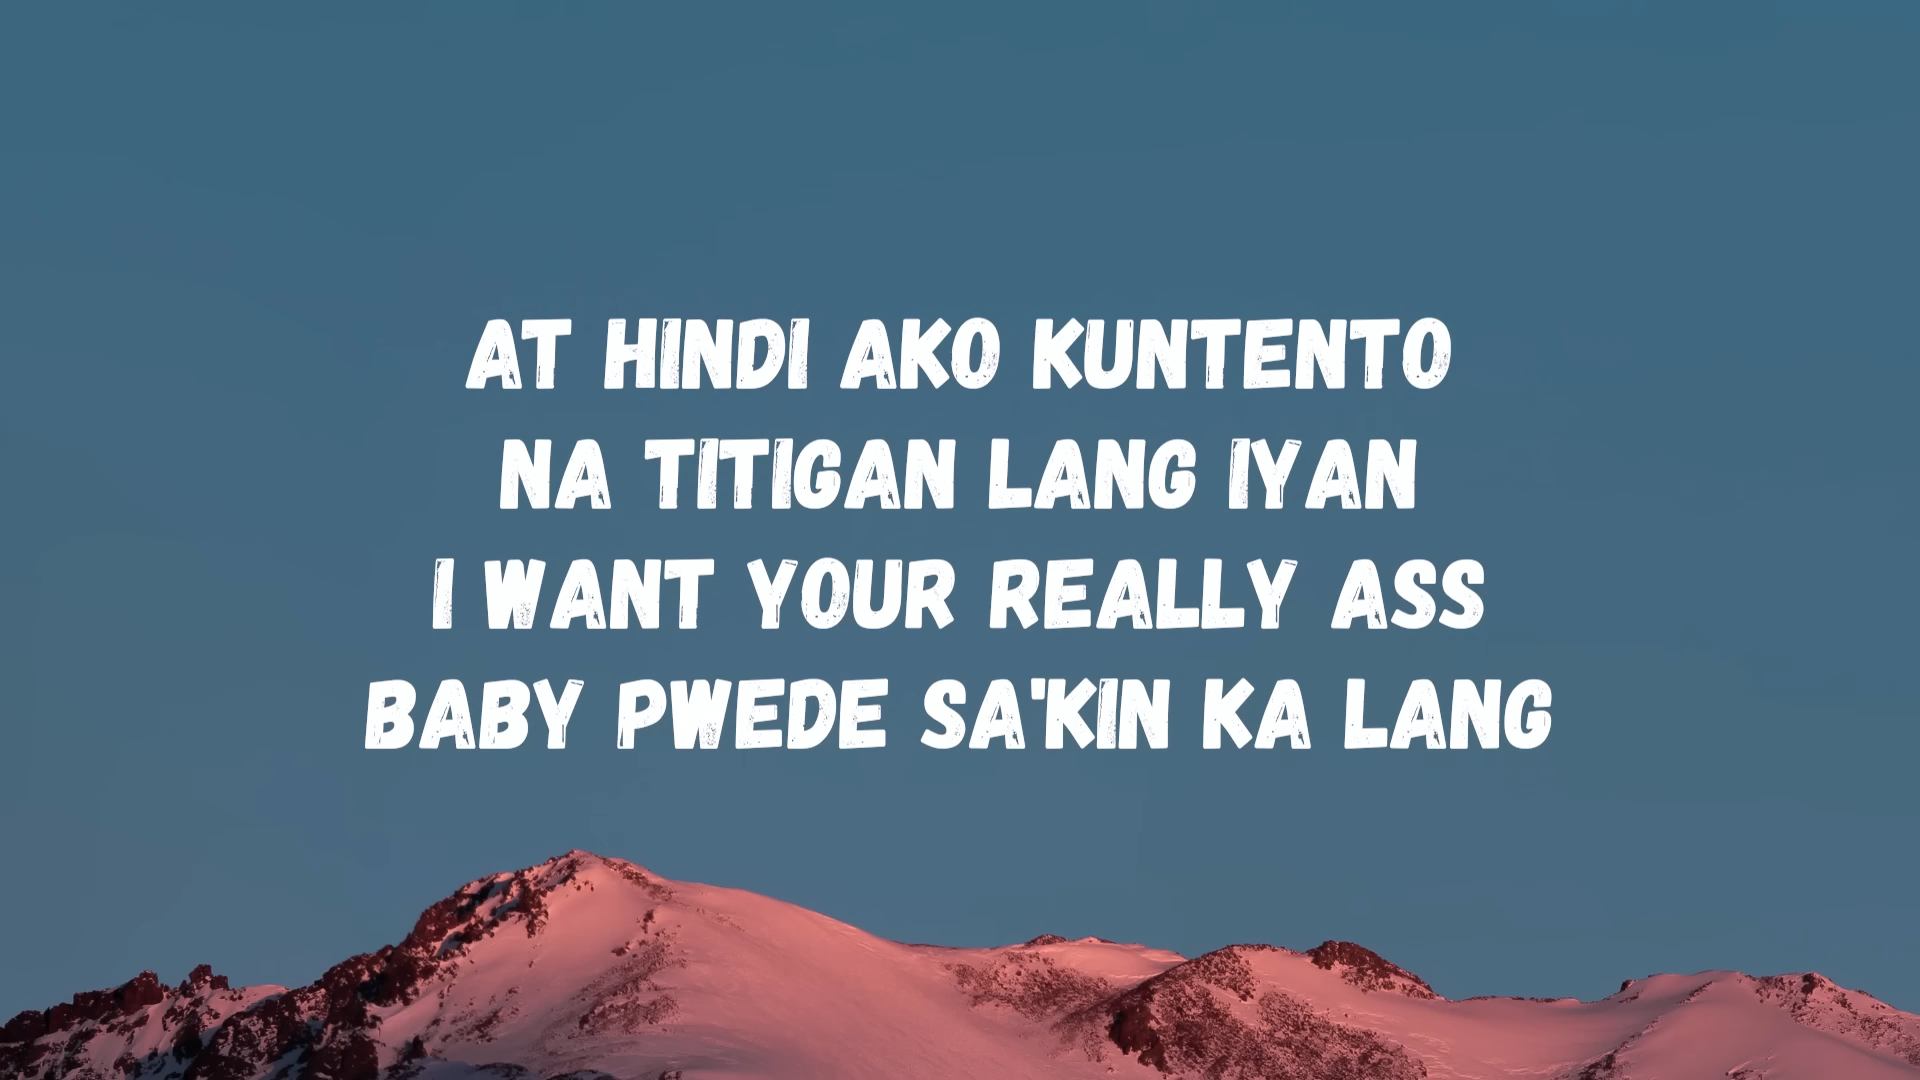 AT HINDI AKO KUNTENTO
NA TITIGAN LANG IYAN
I WANT YOUR REALLY ASS
BABY PWEDE SA'KIN KA LANG